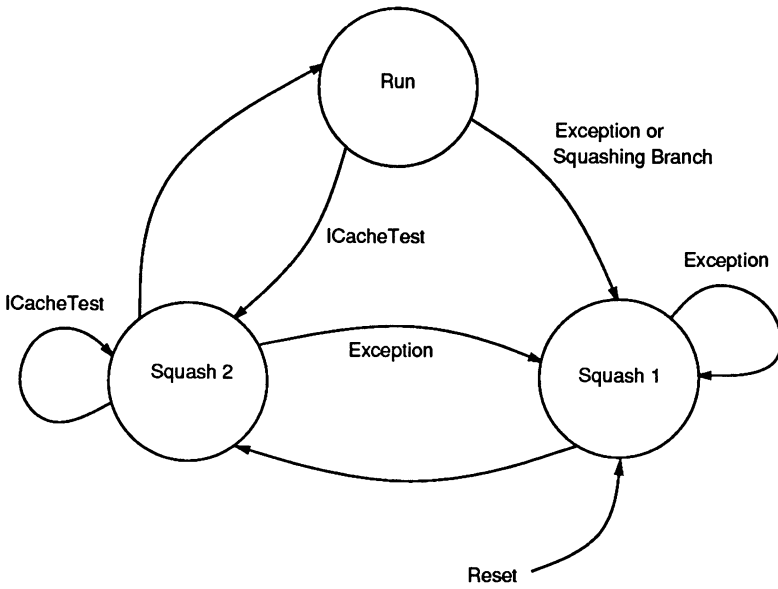 Run
Exception or
Squashing Branch
ICacheTest
Exception
ICacheTest
Squash 2
Exception
Squash 1
Reset